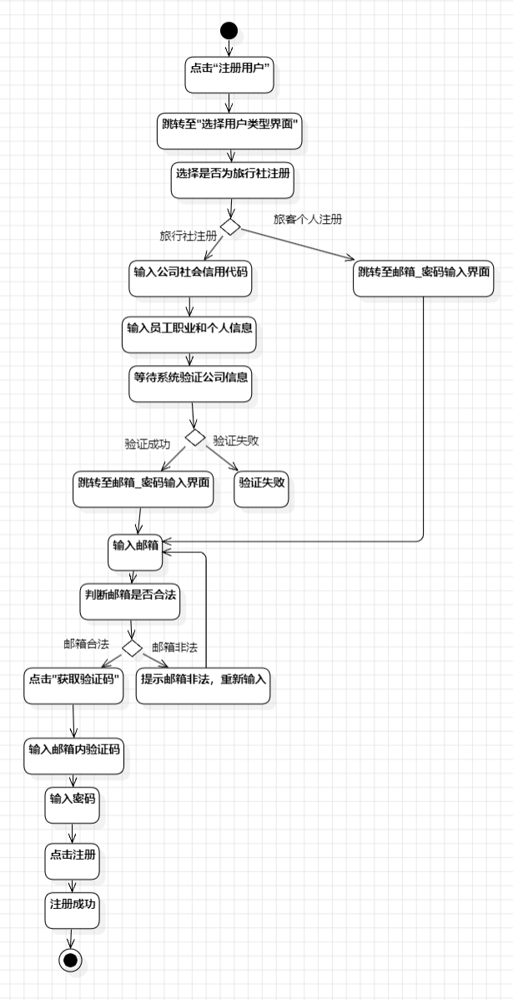 点击“注册用户”
跳转至"选择用户类型界面"
选择是否为旅行社注册
旅客个人注册
旅行社注册
输入公司社会信用代码
跳转至邮箱_密码输入界面
输入员工职业和个人信息
等待系统验证公司信息
验证成功
验证失败
跳转至邮箱_密码输入界面
验证失败
输入邮箱
判断邮箱是否合法
邮箱合法
邮箱非法
点击"获取验证码"
提示邮箱非法，重新输入
输入邮箱内验证码
输入密码
点击注册
注册成功